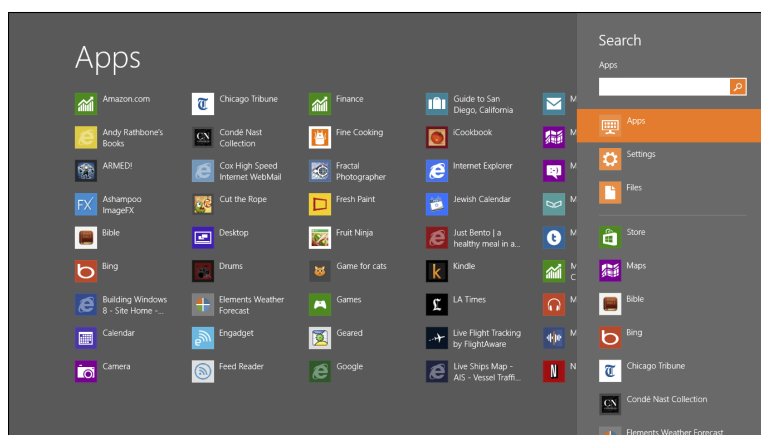 Apps
Amazon.com
Andy Rathbone's
Books
ARMED!
Ashampoo
ImageFX
Bible
Bing
Building Windows
8 - Site Home -...
Calendar
Camera
Chicago Tribune
Condé Nast
Collection
Cox High Speed
Internet WebMail
Cut the Rope
Desktop
Drums
Elements Weather
Forecast
Engadget
Feed Reader
Finance
Fine Cooking
Fractal
Photographer
Fresh Paint
Fruit Ninja
Game for cats
Games
Geared
Google
Guide to San
Diego, California
iCookbook
Internet Explorer
Jewish Calendar
Just Bento | a
healthy meal in a...
Kindle
LA Times
Live Flight Tracking
by FlightAware
Live Ships Map -
AIS - Vessel Traffi...
Search
Apps
Apps
Settings
Files
Store
Maps
Bible
Bing
Chicago Tribune
Condé Nast Collection
Elements Weather Forecast